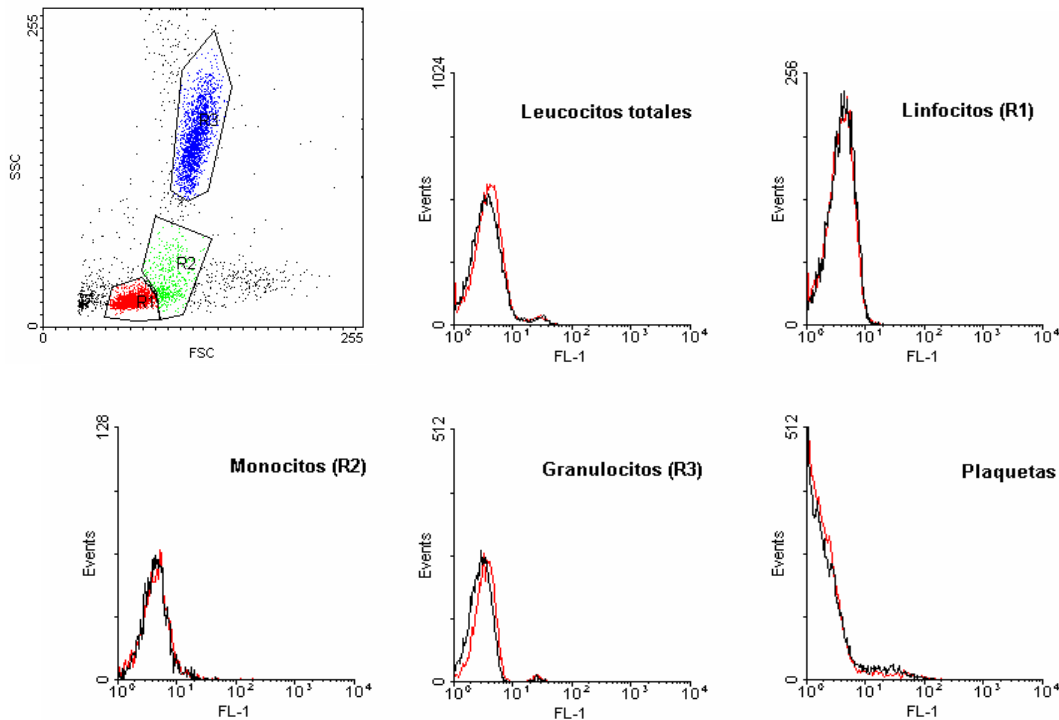 255
SSC
0
R3
R2
R1
0
FSC
255
1024
Events
0
Leucocitos totales
10⁰ 10¹ 10² 10³ 10⁴
FL-1
256
Events
0
Linfocitos (R1)
10⁰ 10¹ 10² 10³ 10⁴
FL-1
128
Events
0
Monocitos (R2)
10⁰ 10¹ 10² 10³ 10⁴
FL-1
512
Events
0
Granulocitos (R3)
10⁰ 10¹ 10² 10³ 10⁴
FL-1
512
Events
0
Plaquetas
10⁰ 10¹ 10² 10³ 10⁴
FL-1